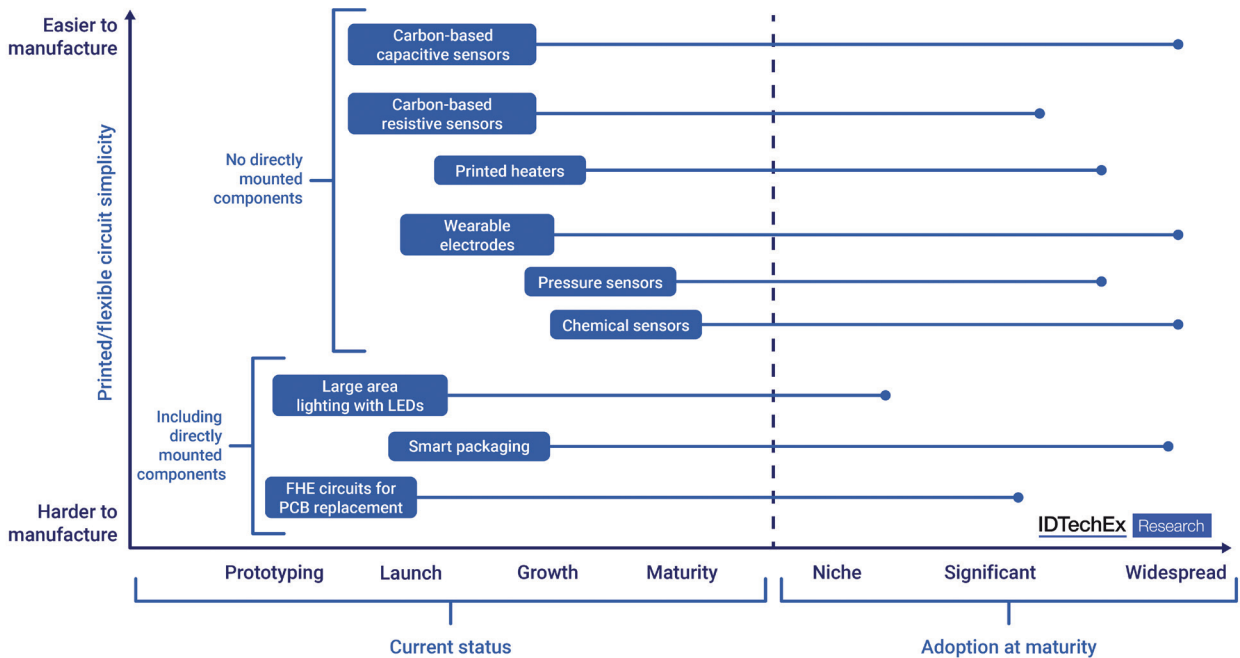 Easier to
manufacture
Printed/flexible circuit simplicity
Harder to
manufacture
No directly
mounted
components
Including
directly
mounted
components
Carbon-based
capacitive sensors
Carbon-based
resistive sensors
Printed heaters
Wearable
electrodes
Pressure sensors
Chemical sensors
Large area
lighting with LEDs
Smart packaging
FHE circuits for
PCB replacement
IDTechEx Research
Prototyping Launch Growth Maturity Niche Significant Widespread
Current status Adoption at maturity